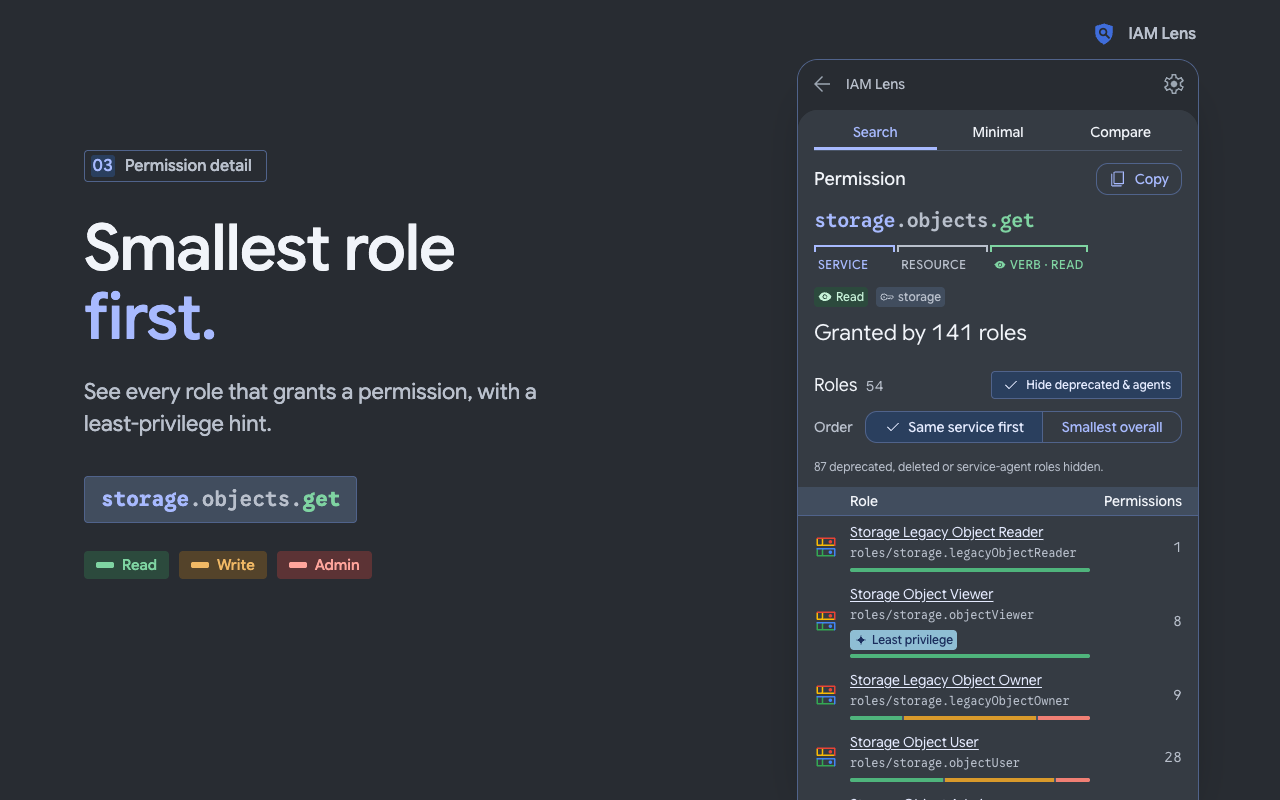 IAM Lens
03 Permission detail
Smallest role
first.
See every role that grants a permission, with a
least-privilege hint.
storage.objects.get
Read Write Admin
IAM Lens
Search Minimal Compare
Permission Copy
storage.objects.get
SERVICE RESOURCE VERB · READ
Read storage
Granted by 141 roles
Roles 54 Hide deprecated & agents
Order Same service first Smallest overall
87 deprecated, deleted or service-agent roles hidden.
Role Permissions
Storage Legacy Object Reader
roles/storage.legacyObjectReader 1
Storage Object Viewer
roles/storage.objectViewer 8
Least privilege
Storage Legacy Object Owner
roles/storage.legacyObjectOwner 9
Storage Object User
roles/storage.objectUser 28